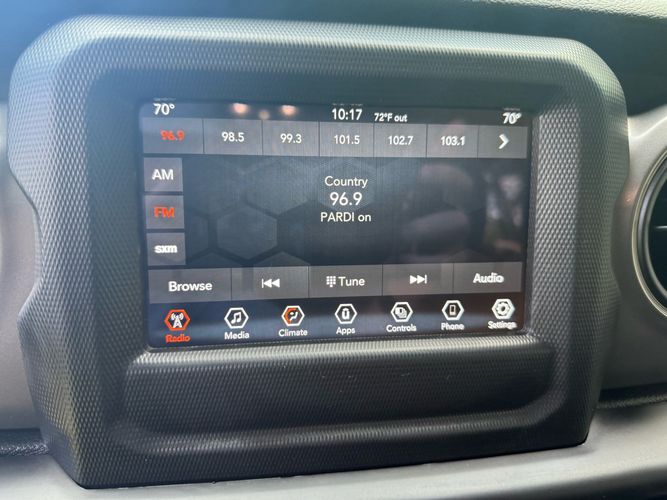 70° 10:17 72°F out 70°
96.9 98.5 99.3 101.5 102.7 103.1
AM
FM
sxm
Country
96.9
PARDI on
Browse Tune Audio
Radio Media Climate Apps Controls Phone Settings